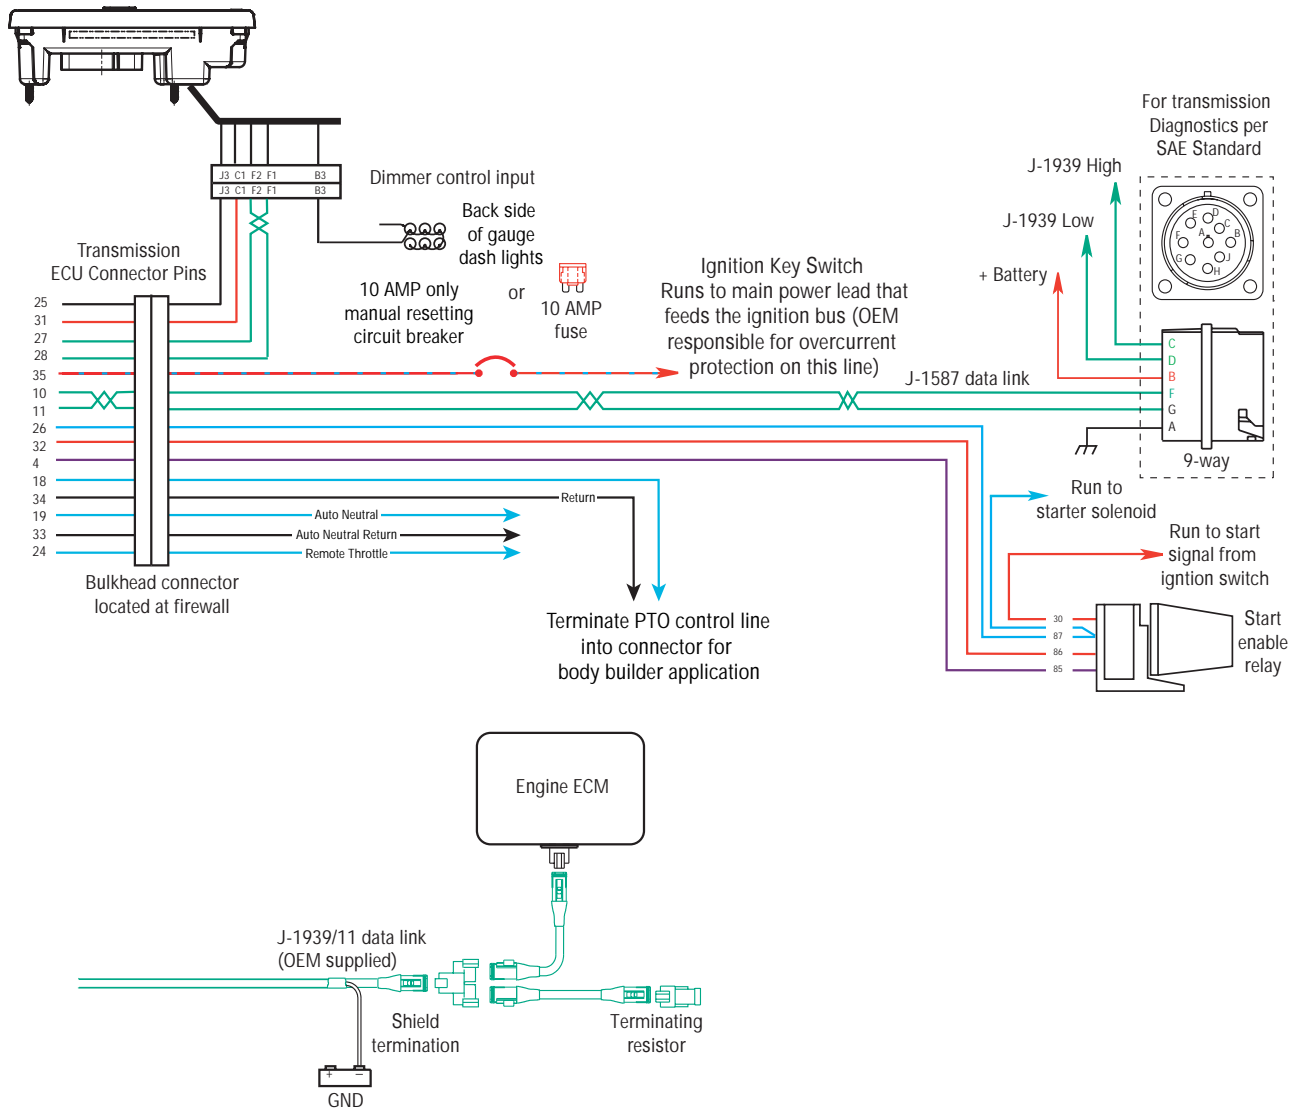 For transmission
Diagnostics per
SAE Standard
J-1939 High
J3 C1 F2 F1 B3
J3 C1 F2 F1 B3
Dimmer control input
Back side
of gauge
dash lights
J-1939 Low
E D C F A B G J H
Transmission
ECU Connector Pins
Ignition Key Switch
Runs to main power lead that
feeds the ignition bus (OEM
responsible for overcurrent
protection on this line)
+ Battery
10 AMP only
manual resetting
circuit breaker
or
10 AMP
fuse
25
31
27
28
35
10
11
26
32
4
18
34
19
33
24
J-1587 data link
C
D
B
F
G
A
9-way
Return
Auto Neutral
Auto Neutral Return
Remote Throttle
Run to
starter solenoid
Run to start
signal from
igntion switch
Bulkhead connector
located at firewall
Terminate PTO control line
into connector for
body builder application
30
87
86
85
Start
enable
relay
Engine ECM
J-1939/11 data link
(OEM supplied)
Shield
termination
Terminating
resistor
+ −
GND